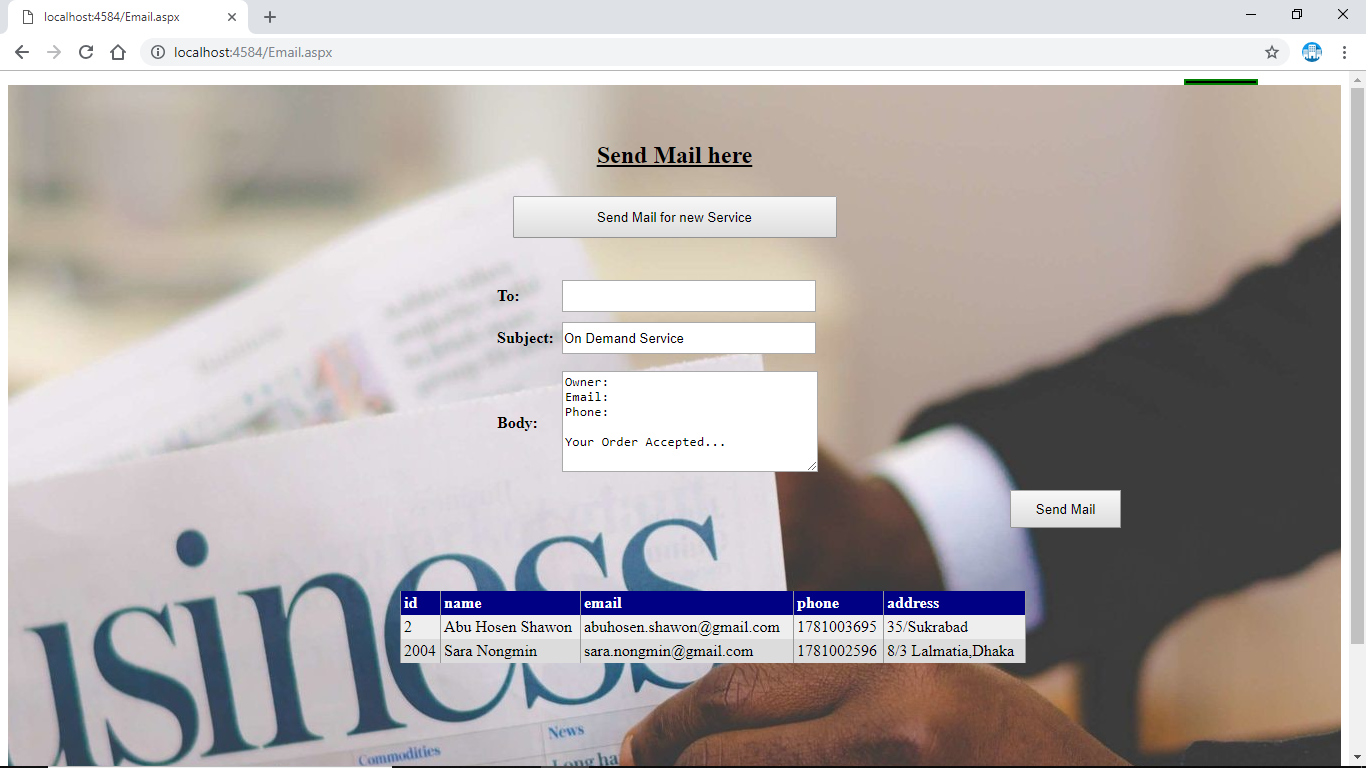 localhost:4584/Email.aspx
localhost:4584/Email.aspx
Send Mail here
Send Mail for new Service
To:
Subject: On Demand Service
Body:
Owner:
Email:
Phone:
Your Order Accepted...
Send Mail
usiness
id name email phone address
2 Abu Hosen Shawon abuhosen.shawon@gmail.com 1781003695 35/Sukrabad
2004 Sara Nongmin sara.nongmin@gmail.com 1781002596 8/3 Lalmatia,Dhaka
News
Commodities
Long ha